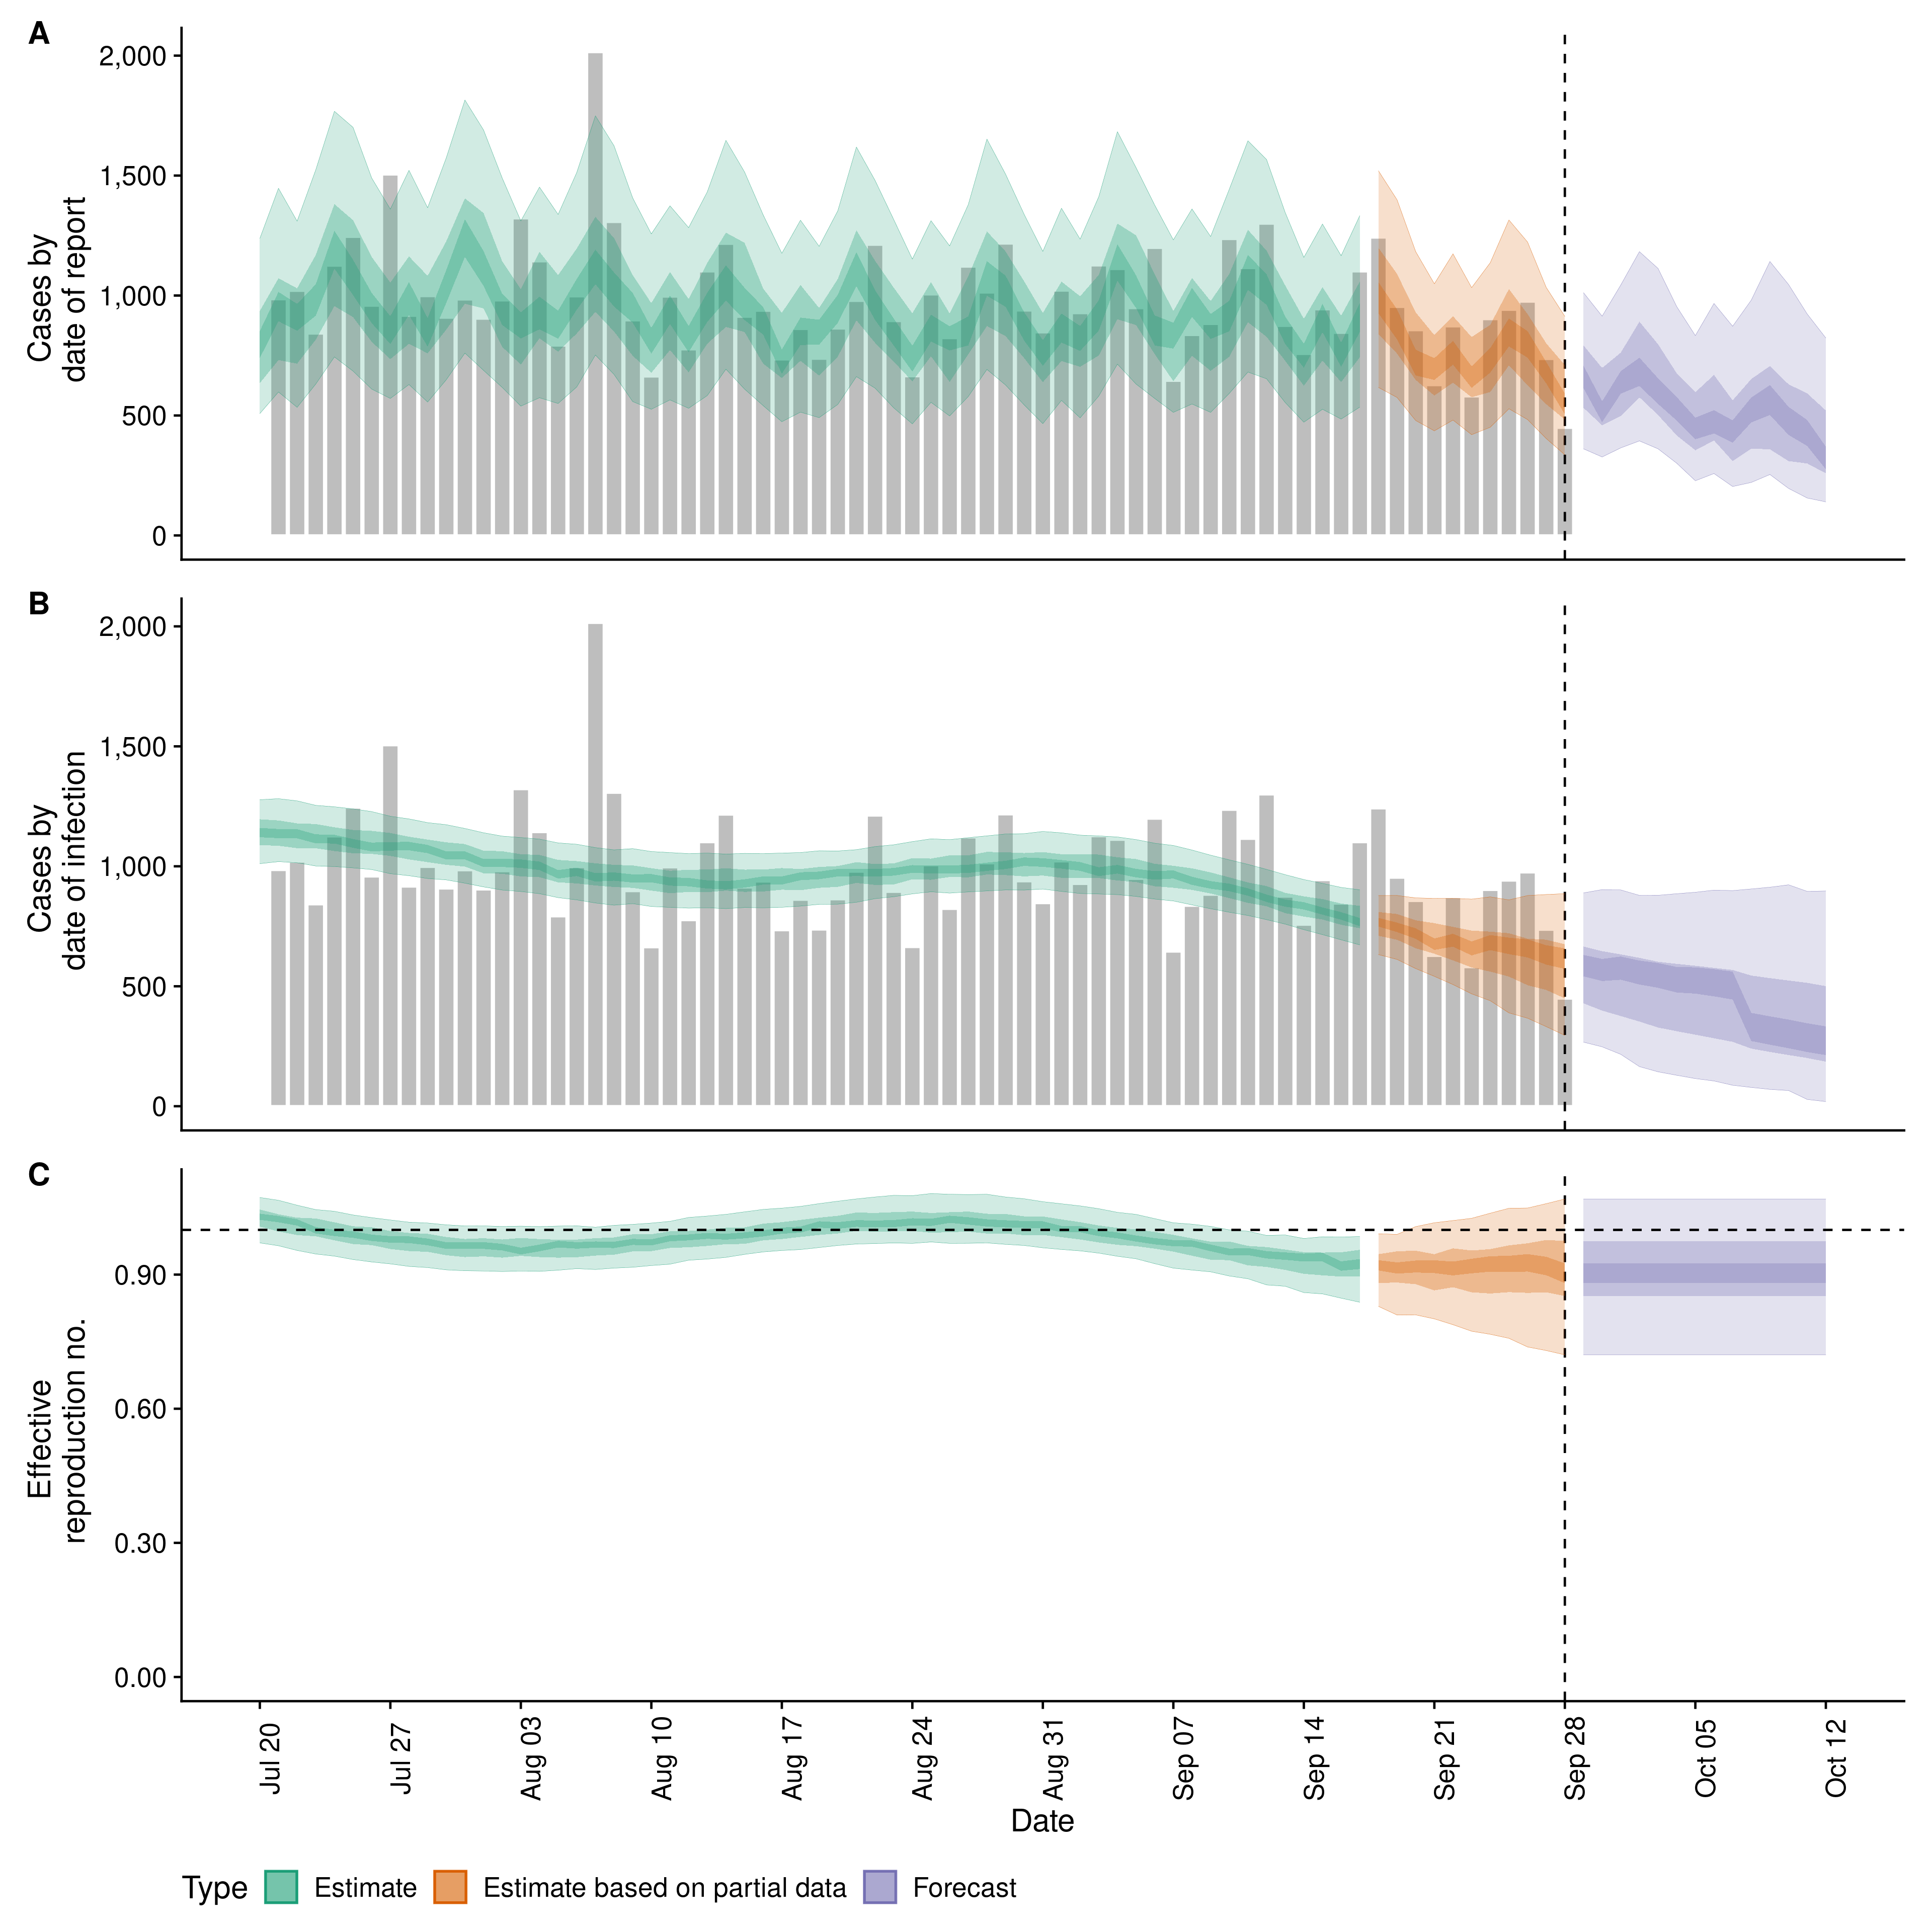 A
2,000
1,500
1,000
500
0
Cases by
date of report
B
2,000
1,500
1,000
500
0
Cases by
date of infection
C
0.90
0.60
0.30
0.00
Effective
reproduction no.
Jul 20
Jul 27
Aug 03
Aug 10
Aug 17
Aug 24
Aug 31
Sep 07
Sep 14
Sep 21
Sep 28
Oct 05
Oct 12
Date
Type Estimate Estimate based on partial data Forecast